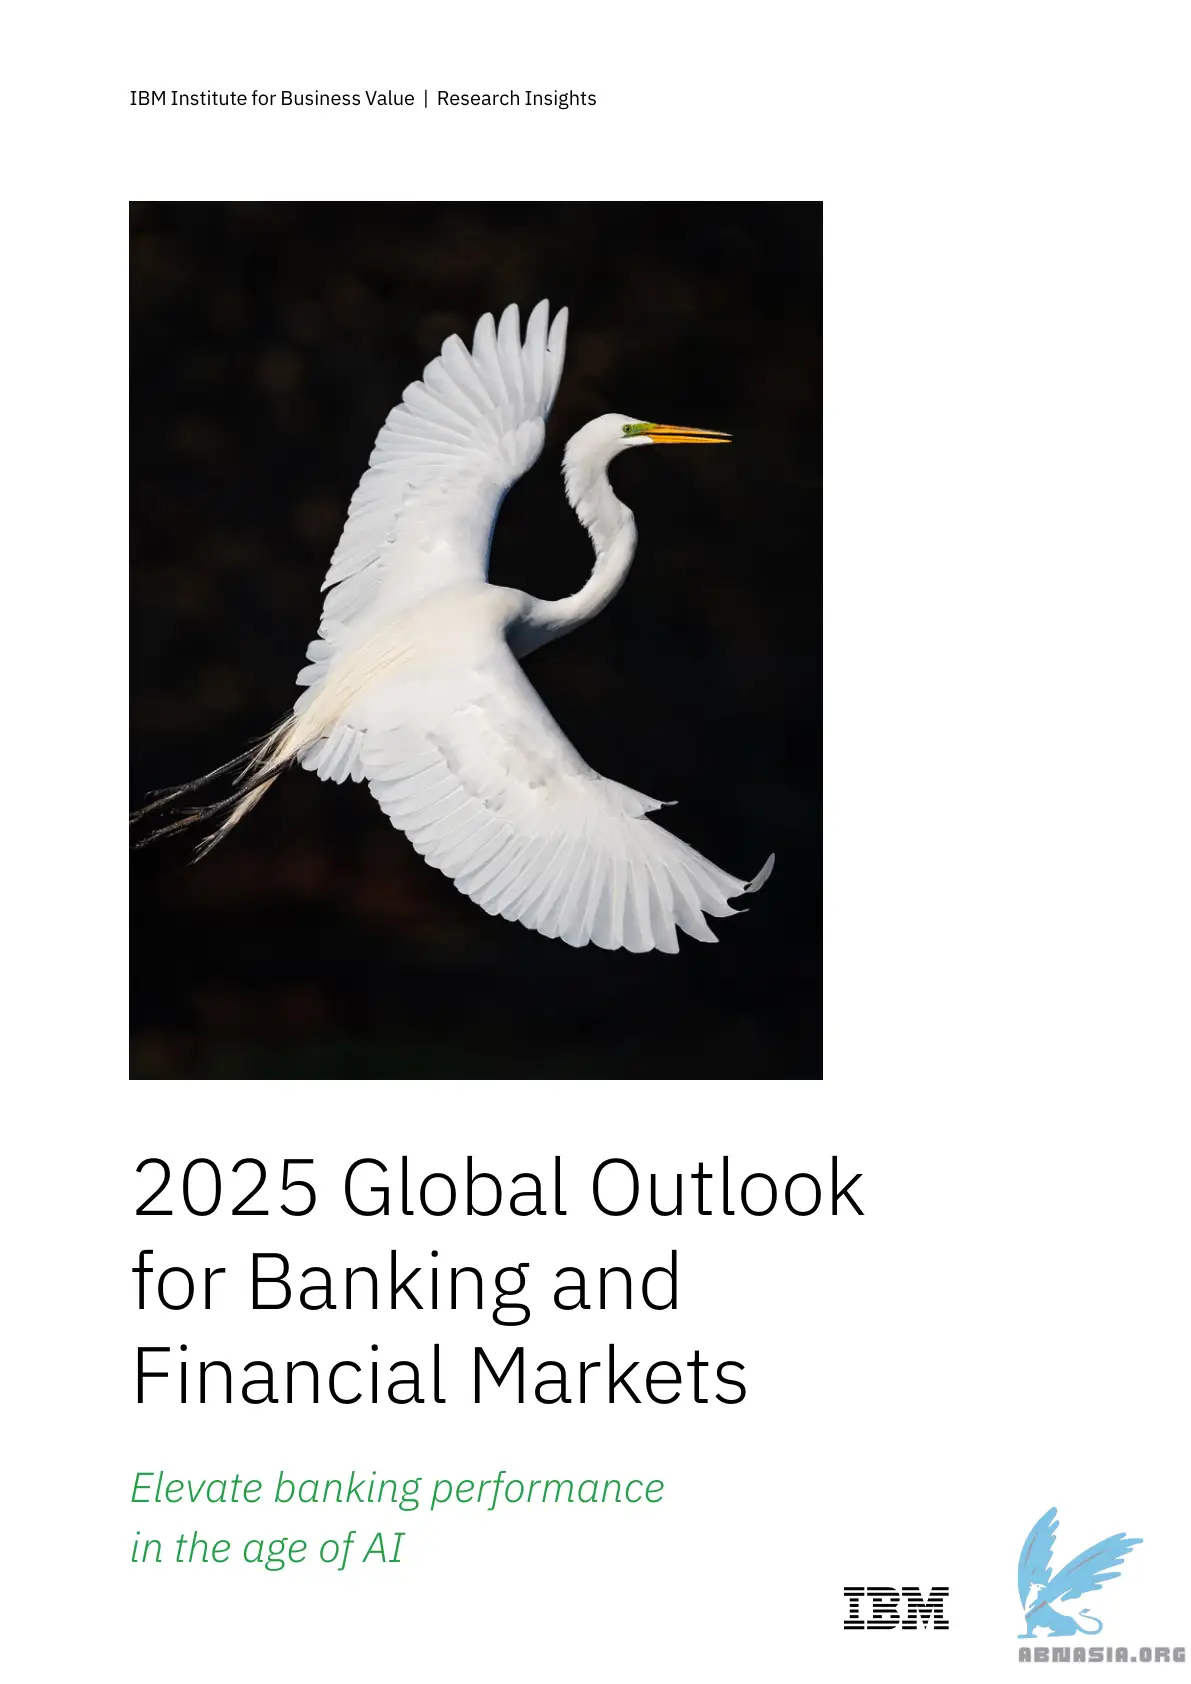 IBM Institute for Business Value | Research Insights
2025 Global Outlook
for Banking and
Financial Markets
Elevate banking performance
in the age of AI
IBM
ABNASIA.ORG